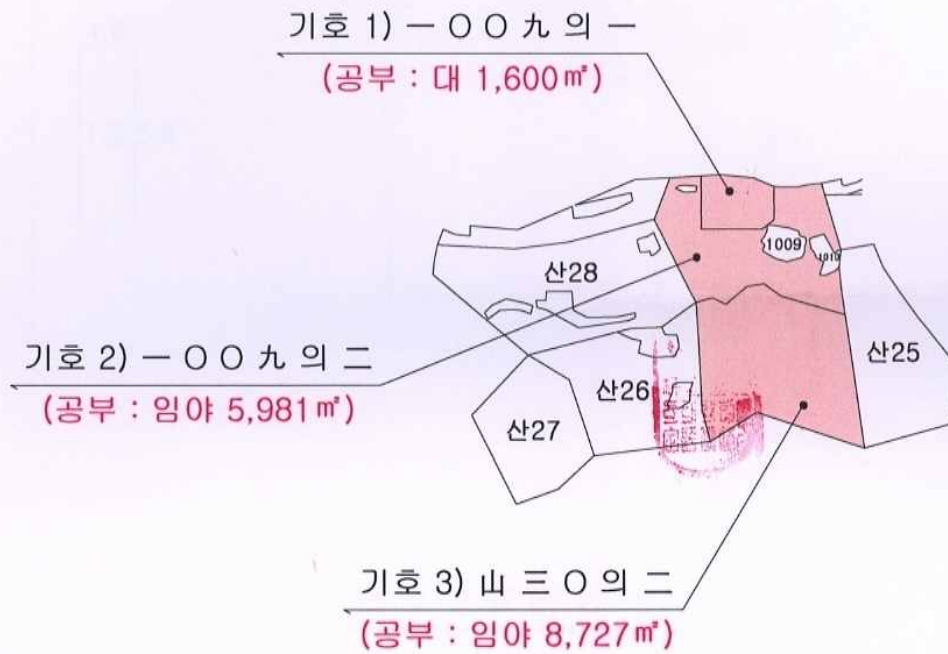 기호 1) 一 O O 九 의 一
(공부 : 대 1,600㎡)
1009
1010
산28
산25
기호 2) 一 O O 九 의 二
(공부 : 임야 5,981㎡)
산26
산27
기호 3) 山 三 O 의 二
(공부 : 임야 8,727㎡)